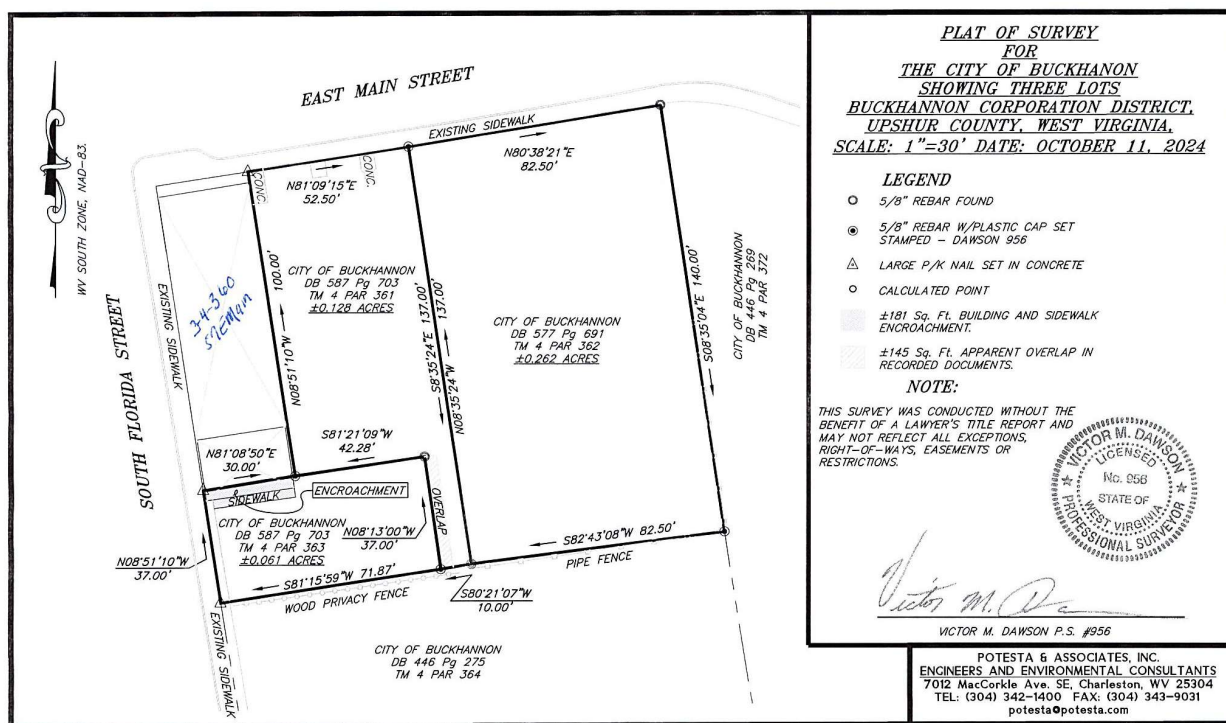 PLAT OF SURVEY
FOR
THE CITY OF BUCKHANON
SHOWING THREE LOTS
BUCKHANNON CORPORATION DISTRICT,
UPSHUR COUNTY, WEST VIRGINIA,
SCALE: 1"=30' DATE: OCTOBER 11, 2024
LEGEND
5/8" REBAR FOUND
5/8" REBAR W/PLASTIC CAP SET
STAMPED - DAWSON 956
LARGE P/K NAIL SET IN CONCRETE
CALCULATED POINT
±181 Sq. Ft. BUILDING AND SIDEWALK
ENCROACHMENT.
±145 Sq. Ft. APPARENT OVERLAP IN
RECORDED DOCUMENTS.
NOTE:
THIS SURVEY WAS CONDUCTED WITHOUT THE
BENEFIT OF A LAWYER'S TITLE REPORT AND
MAY NOT REFLECT ALL EXCEPTIONS,
RIGHT-OF-WAYS, EASEMENTS OR
RESTRICTIONS.
VICTOR M. DAWSON
LICENSED
No. 956
STATE OF
WEST VIRGINIA
PROFESSIONAL SURVEYOR
VICTOR M. DAWSON P.S. #956
POTESTA & ASSOCIATES, INC.
ENGINEERS AND ENVIRONMENTAL CONSULTANTS
7012 MacCorkle Ave. SE, Charleston, WV 25304
TEL: (304) 342-1400 FAX: (304) 343-9031
potesta@potesta.com
WV SOUTH ZONE, NAD-83.
EAST MAIN STREET
EXISTING SIDEWALK
CONC.
CONC.
N81°09'15"E
52.50'
N80°38'21"E
82.50'
SOUTH FLORIDA STREET
EXISTING SIDEWALK
N08°51'10"W 100.00'
CITY OF BUCKHANNON
DB 587 Pg 703
TM 4 PAR 361
±0.128 ACRES
S8°35'24"E 137.00'
N08°35'24"W 137.00'
CITY OF BUCKHANNON
DB 577 Pg 691
TM 4 PAR 362
±0.262 ACRES
S08°35'04"E 140.00'
CITY OF BUCKHANNON
DB 446 Pg 269
TM 4 PAR 372
N81°08'50"E
30.00'
S81°21'09"W
42.28'
SIDEWALK
ENCROACHMENT
OVERLAP
CITY OF BUCKHANNON
DB 587 Pg 703
TM 4 PAR 363
±0.061 ACRES
N08°13'00"W
37.00'
N08°51'10"W
37.00'
S81°15'59"W 71.87'
WOOD PRIVACY FENCE
S80°21'07"W
10.00'
S82°43'08"W 82.50'
PIPE FENCE
EXISTING SIDEWALK
CITY OF BUCKHANNON
DB 446 Pg 275
TM 4 PAR 364